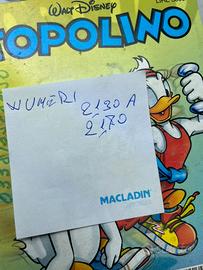 WALT DISNEY
TOPOLINO
NUMERI
2130 A
2170
MACLADIN